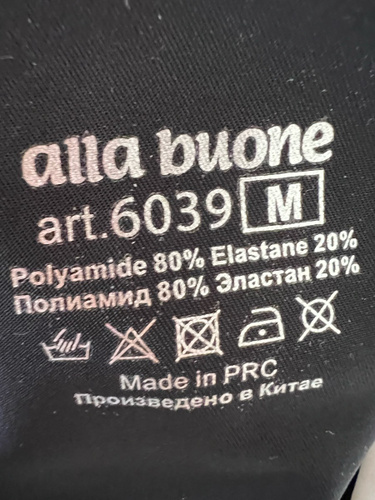 alla buone
art.6039 M
Polyamide 80% Elastane 20%
Полиамид 80% Эластан 20%
Made in PRC
Произведено в Китае